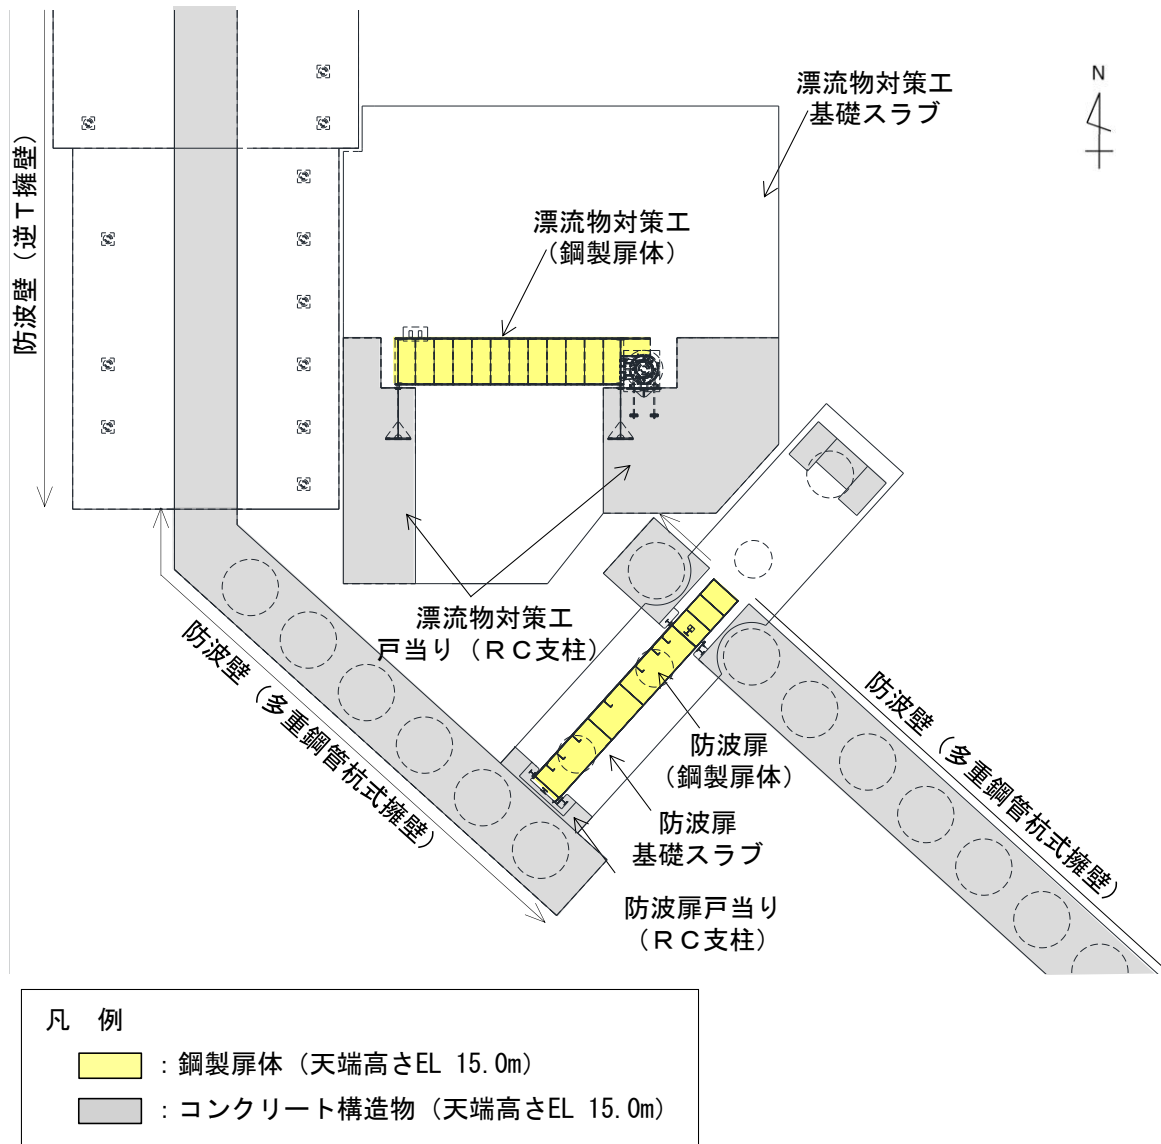 漂流物対策工
基礎スラブ
N
防波壁（逆Ｔ擁壁）
漂流物対策工
（鋼製扉体）
漂流物対策工
戸当り（ＲＣ支柱）
防波壁（多重鋼管杭式擁壁）
防波壁（多重鋼管杭式擁壁）
防波扉
（鋼製扉体）
防波扉
基礎スラブ
防波扉戸当り
（ＲＣ支柱）
凡　例
：鋼製扉体（天端高さEL 15.0m）
：コンクリート構造物（天端高さEL 15.0m）